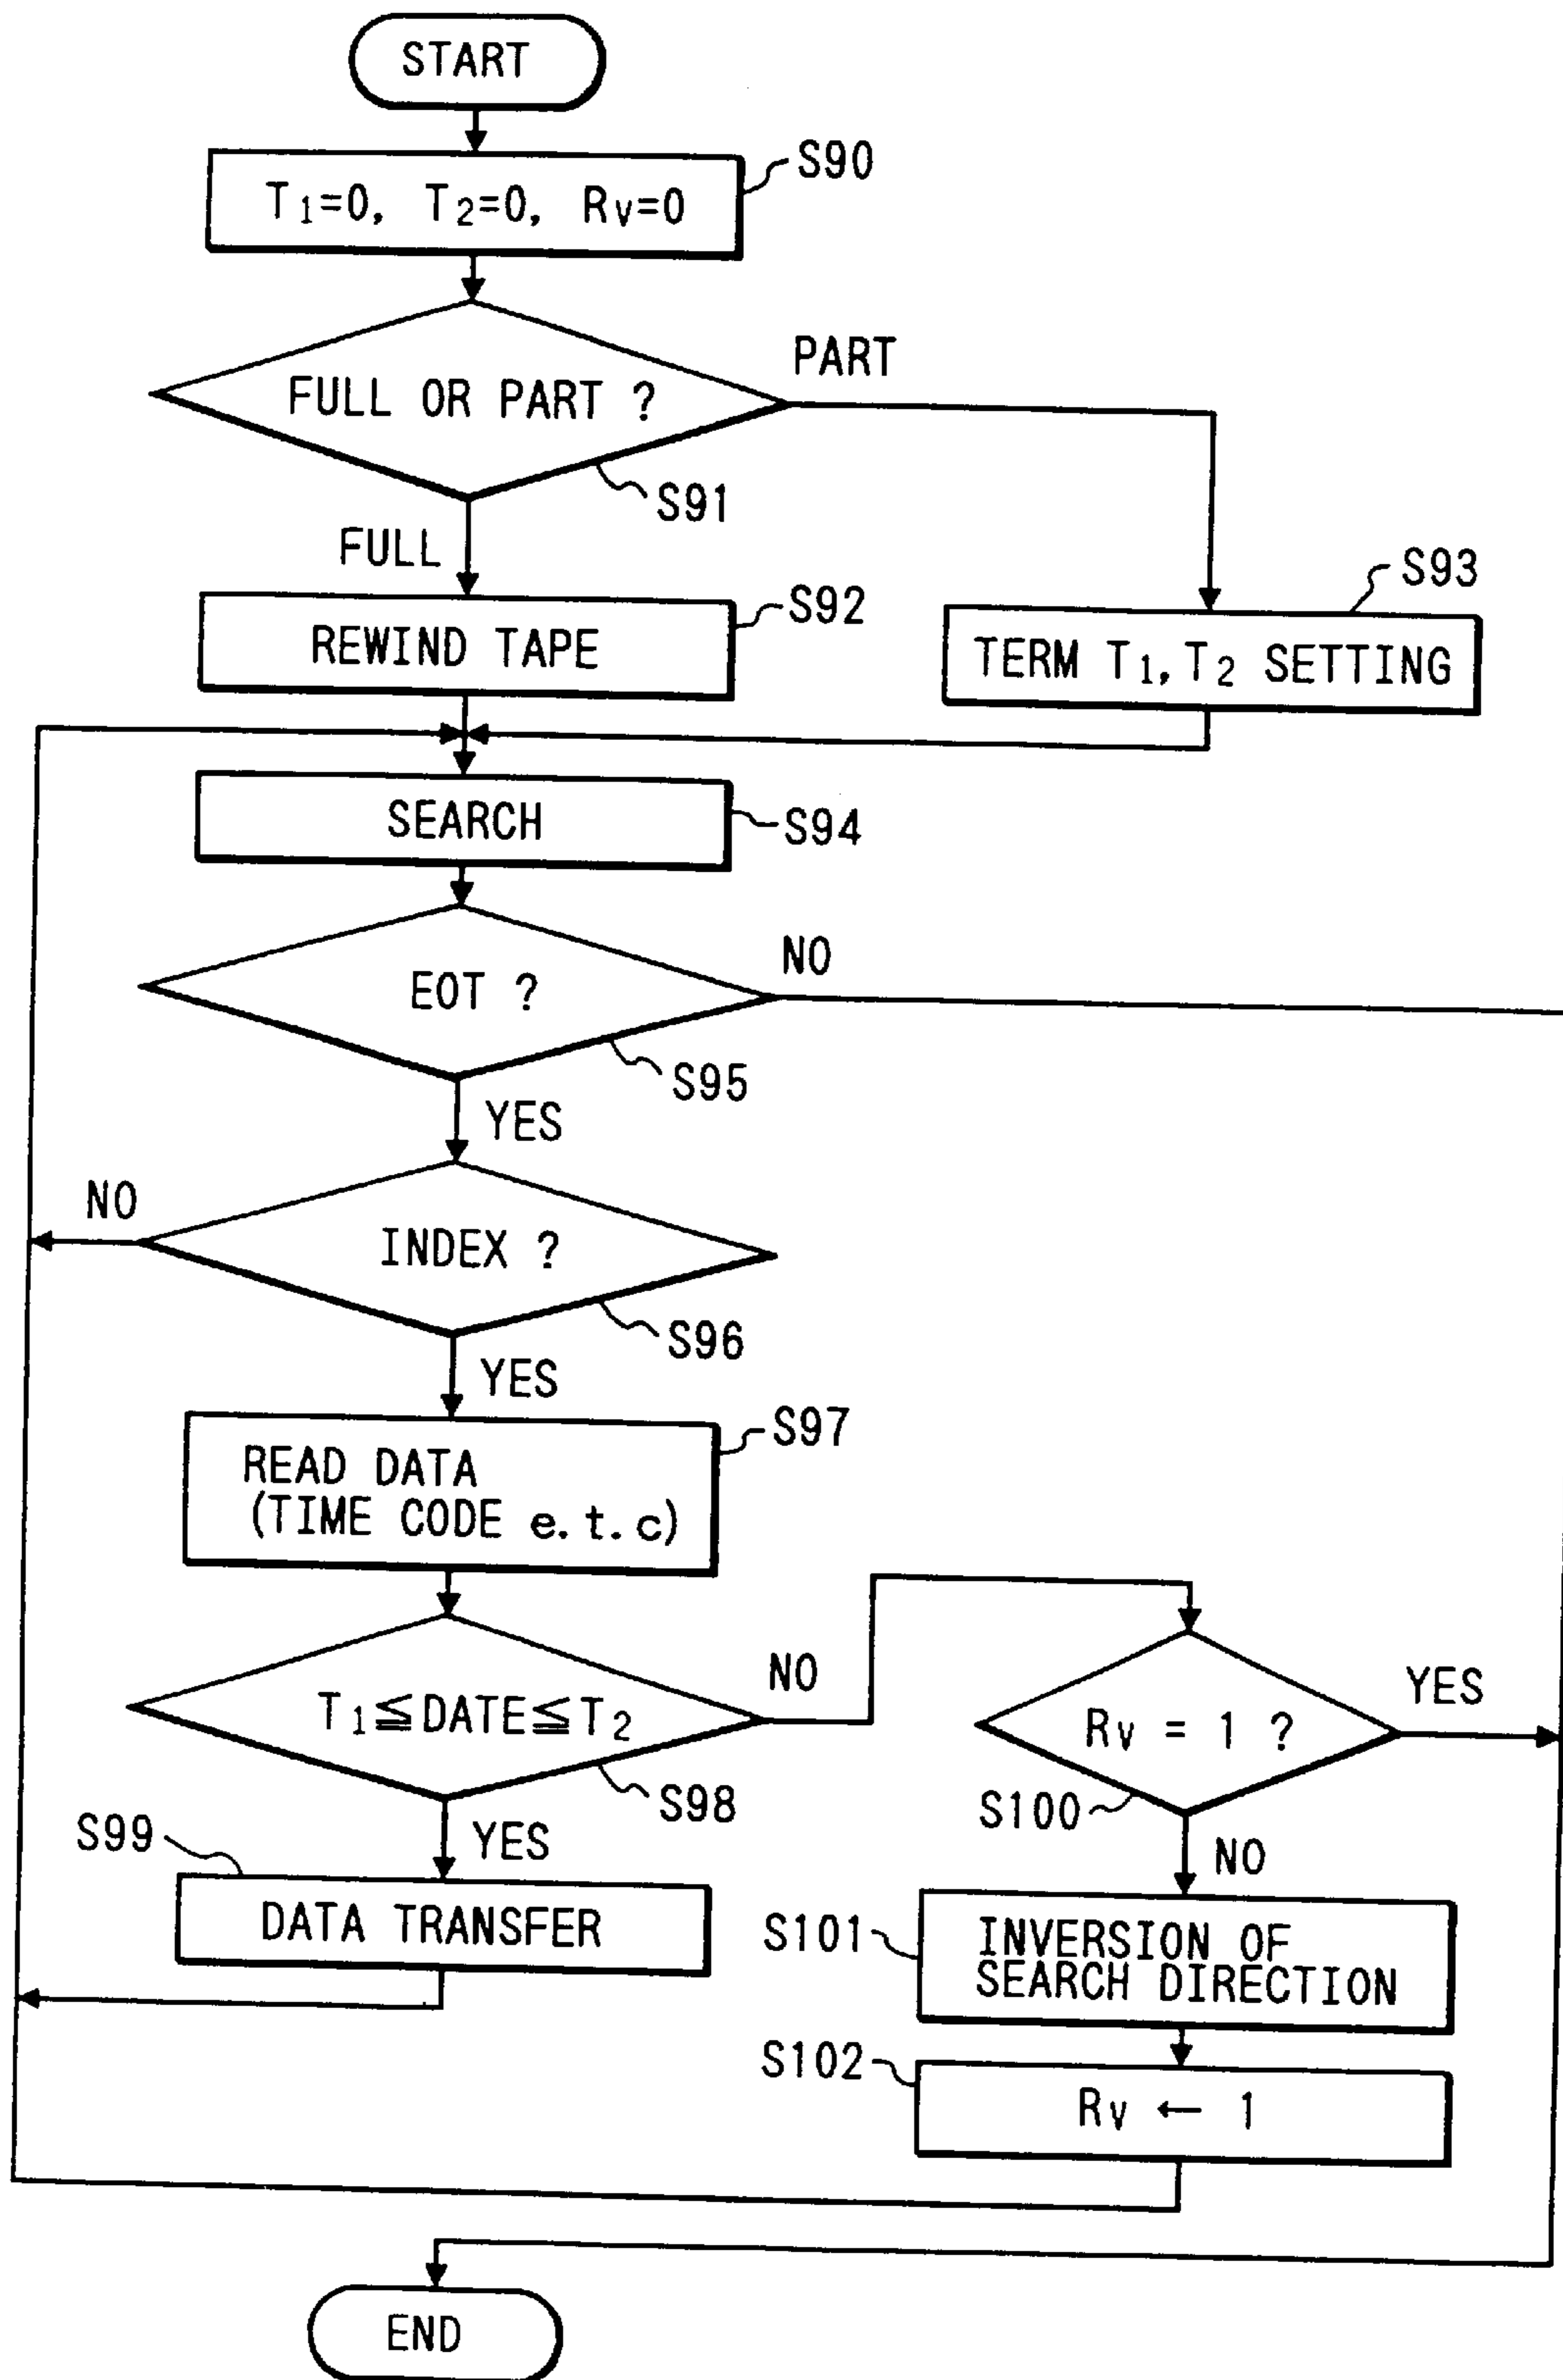 START
S90
T1=0, T2=0, Rv=0
PART
FULL OR PART ?
S91
FULL
S93
S92
REWIND TAPE
TERM T1, T2 SETTING
SEARCH
S94
NO
EOT ?
S95
YES
NO
INDEX ?
S96
YES
S97
READ DATA
(TIME CODE e.t.c)
NO
YES
T1≦DATE≦T2
Rv = 1 ?
S98
S100
S99
YES
NO
DATA TRANSFER
S101
INVERSION OF
SEARCH DIRECTION
S102
Rv ← 1
END